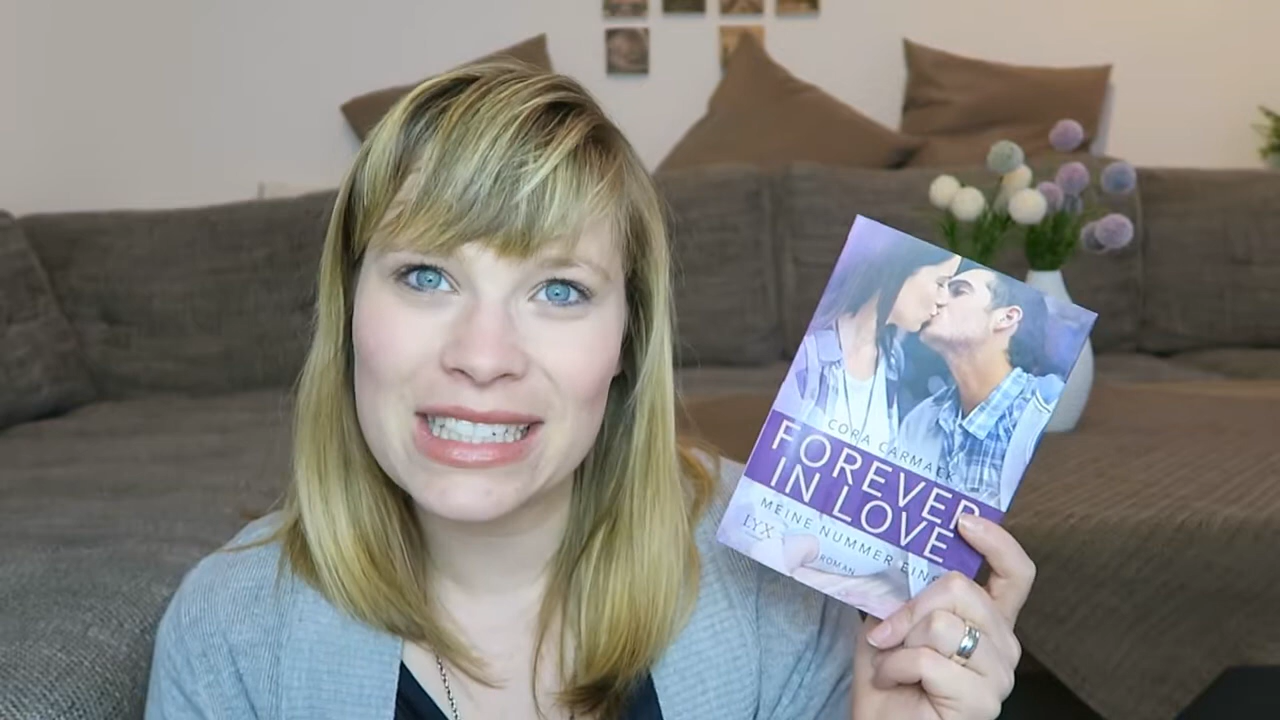 CORA CARMACK
FOREVER
IN LOVE
MEINE NUMMER EINS
LYX
ROMAN